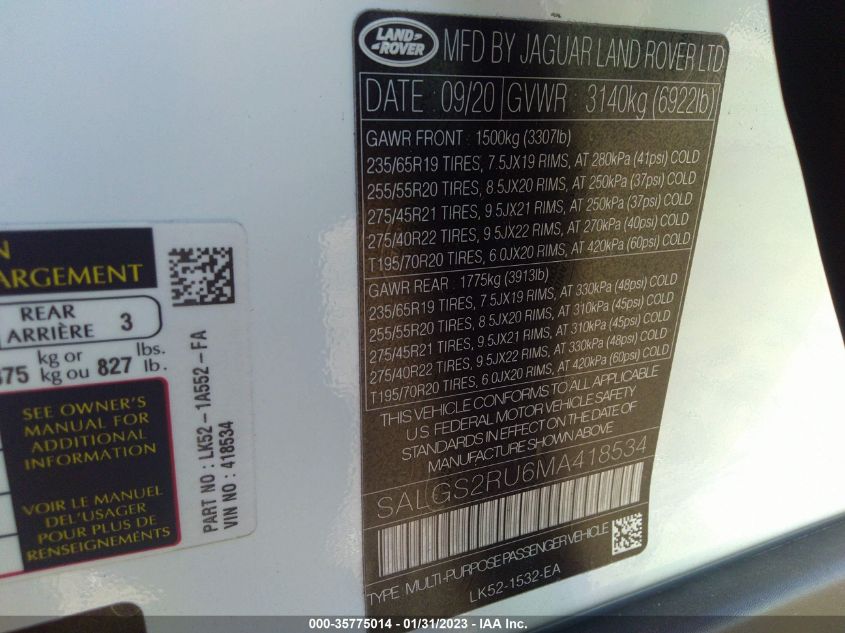 N
ARGEMENT
REAR
ARRIÈRE 3
375 kg or 827 lbs.
kg ou lb.
SEE OWNER'S
MANUAL FOR
ADDITIONAL
INFORMATION
VOIR LE MANUEL
DEL'USAGER
POUR PLUS DE
RENSEIGNEMENTS
PART NO : LK52-1A552-FA
VIN NO : 418534
LAND ROVER
MFD BY JAGUAR LAND ROVER LTD
DATE : 09/20 GVWR : 3140kg (6922lb)
GAWR FRONT : 1500kg (3307lb)
235/65R19 TIRES, 7.5JX19 RIMS, AT 280kPa (41psi) COLD
255/55R20 TIRES, 8.5JX20 RIMS, AT 250kPa (37psi) COLD
275/45R21 TIRES, 9.5JX21 RIMS, AT 250kPa (37psi) COLD
275/40R22 TIRES, 9.5JX22 RIMS, AT 270kPa (40psi) COLD
T195/70R20 TIRES, 6.0JX20 RIMS, AT 420kPa (60psi) COLD
GAWR REAR : 1775kg (3913lb)
235/65R19 TIRES, 7.5JX19 RIMS, AT 330kPa (48psi) COLD
255/55R20 TIRES, 8.5JX20 RIMS, AT 310kPa (45psi) COLD
275/45R21 TIRES, 9.5JX21 RIMS, AT 310kPa (45psi) COLD
275/40R22 TIRES, 9.5JX22 RIMS, AT 330kPa (48psi) COLD
T195/70R20 TIRES, 6.0JX20 RIMS, AT 420kPa (60psi) COLD
THIS VEHICLE CONFORMS TO ALL APPLICABLE
U.S. FEDERAL MOTOR VEHICLE SAFETY
STANDARDS IN EFFECT ON THE DATE OF
MANUFACTURE SHOWN ABOVE
SALGS2RU6MA418534
TYPE : MULTI-PURPOSE PASSENGER VEHICLE
LK52-1532-EA
000-35775014 - 01/31/2023 - IAA Inc.